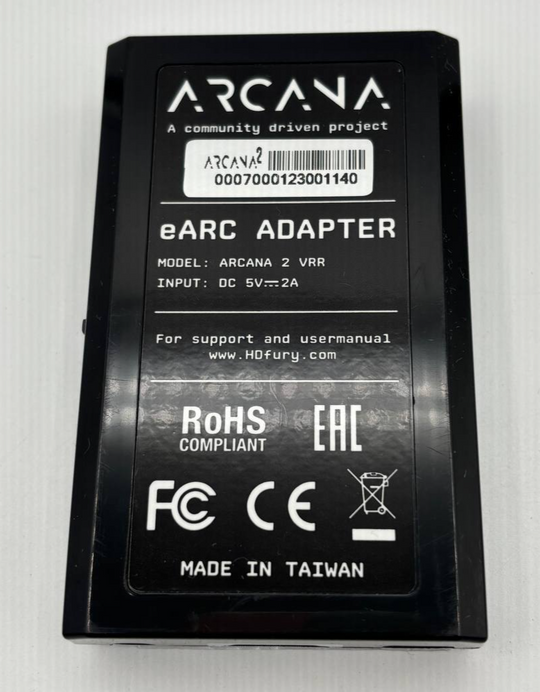 ARCANA
A community driven project
ARCANA2
0007000123001140
eARC ADAPTER
MODEL: ARCANA 2 VRR
INPUT: DC 5V⎓2A
For support and usermanual
www.HDfury.com
RoHS
COMPLIANT
EAC
FC CE
MADE IN TAIWAN